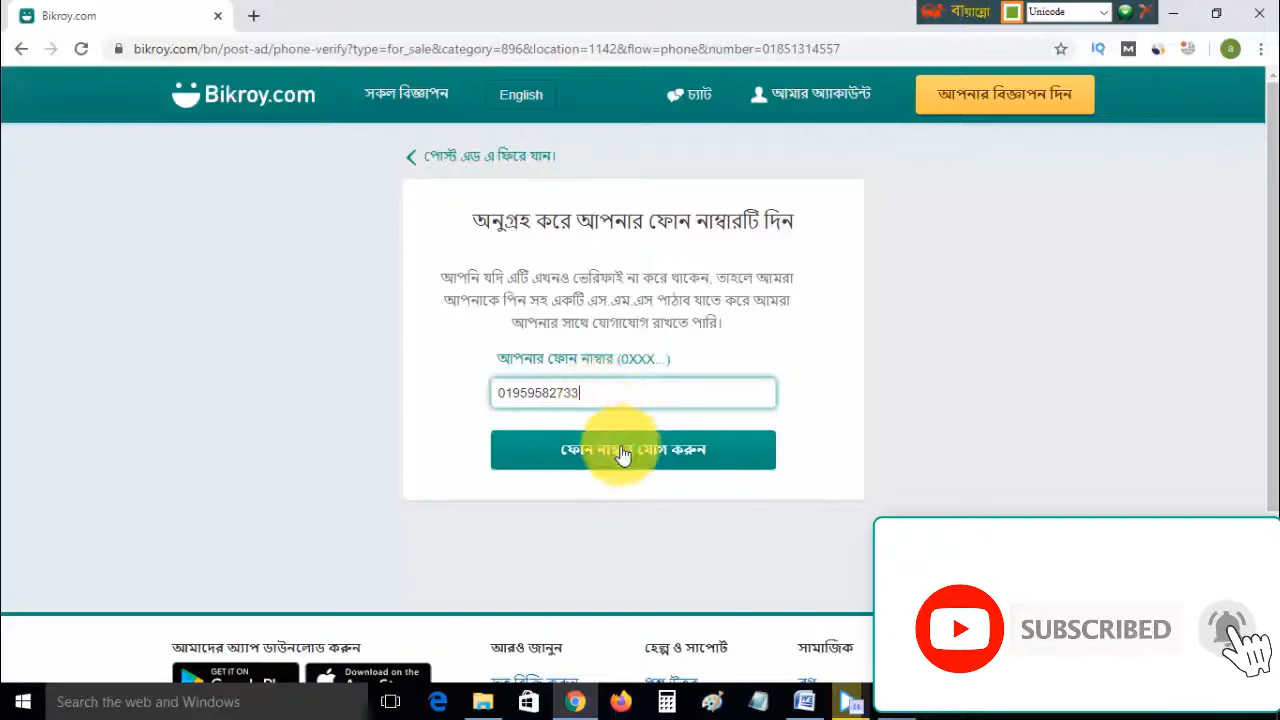 Bikroy.com
বায়ান্নো
Unicode
bikroy.com/bn/post-ad/phone-verify?type=for_sale&category=896&location=1142&flow=phone&number=01851314557
IQ
M
a
Bikroy.com
সকল বিজ্ঞাপন
English
চ্যাট
আমার অ্যাকাউন্ট
আপনার বিজ্ঞাপন দিন
পোস্ট এড এ ফিরে যান।
অনুগ্রহ করে আপনার ফোন নাম্বারটি দিন
আপনি যদি এটি এখনও ভেরিফাই না করে থাকেন, তাহলে আমরা
আপনাকে পিন সহ একটি এস.এম.এস পাঠাব যাতে করে আমরা
আপনার সাথে যোগাযোগ রাখতে পারি।
আপনার ফোন নাম্বার (0XXX...)
01959582733
ফোন নাম্বার যোগ করুন
SUBSCRIBED
আমাদের অ্যাপ ডাউনলোড করুন
আরও জানুন
হেল্প ও সাপোর্ট
সামাজিক
GET IT ON
Download on the
Search the web and Windows